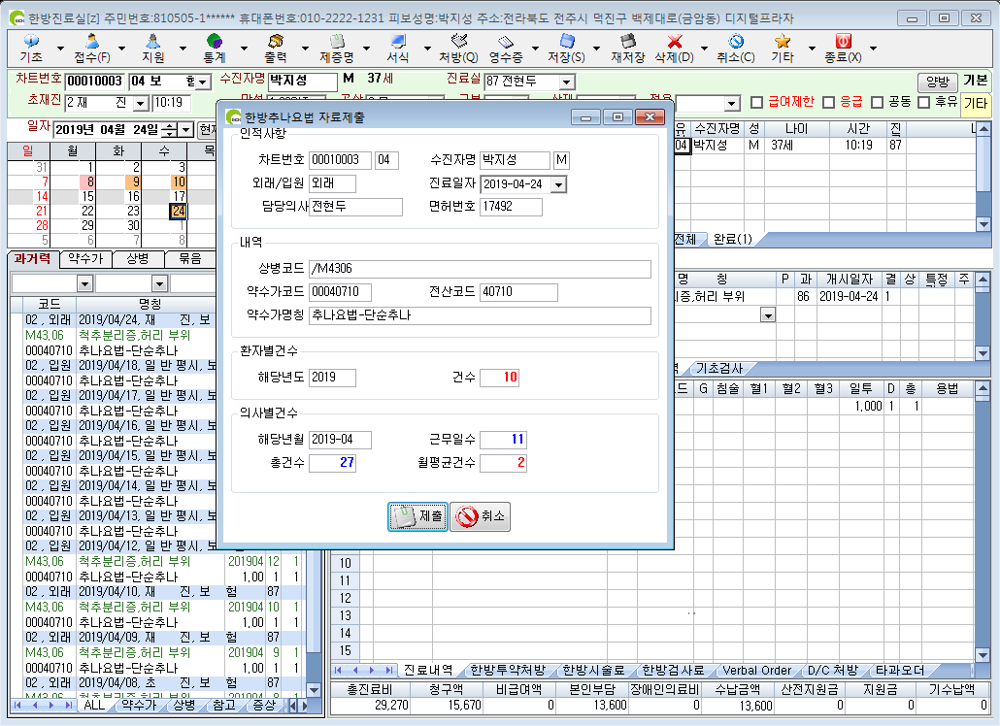 한방진료실[z] 주민번호:810505-1****** 휴대폰번호:010-2222-1231 피보성명:박지성 주소:전라북도 전주시 덕진구 백제대로(금암동) 디지털프라자
기초 접수(F) 지원 통계 출력 제증명 서식 처방(Q) 영수증 저장(S) 재저장 삭제(D) 취소(C) 기타 종료(X)
차트번호 00010003 04 보 험 수진자명 박지성 M 37세 진료실 87 전현두 양방 기본
초재진 2 재 진 10:19 급여제한 응급 공동 후유 기타
일자 2019년 04월 24일
일 월 화 수 목
31 1 2 3
7 8 9 10
14 15 16 17
21 22 23 24
28 29 30 1
5 6 7 8
유 수진자명 성 나이 시간 진
04 박지성 M 37세 10:19 87
전체 완료(1)
과거력 약수가 상병 묶음
코드 명칭
02 , 외래 2019/04/24, 재 진, 보
M43.06 척추분리증,허리 부위
00040710 추나요법-단순추나
02 , 입원 2019/04/18, 일 반 평시, 보
00040710 추나요법-단순추나
02 , 입원 2019/04/17, 일 반 평시, 보
00040710 추나요법-단순추나
02 , 입원 2019/04/16, 일 반 평시, 보
00040710 추나요법-단순추나
02 , 입원 2019/04/15, 일 반 평시, 보
00040710 추나요법-단순추나
02 , 입원 2019/04/14, 일 반 평시, 보
00040710 추나요법-단순추나
02 , 입원 2019/04/13, 일 반 평시, 보
00040710 추나요법-단순추나
02 , 입원 2019/04/12, 일 반 평시, 보
M43.06 척추분리증,허리 부위 201904 12 1
00040710 추나요법-단순추나 1.00 1 1
02 , 외래 2019/04/10, 재 진, 보 험 87
M43.06 척추분리증,허리 부위 201904 10 1
00040710 추나요법-단순추나 1.00 1 1
02 , 외래 2019/04/09, 재 진, 보 험 87
M43.06 척추분리증,허리 부위 201904 9 1
00040710 추나요법-단순추나 1.00 1 1
02 , 외래 2019/04/08, 초 진, 보 험 87
M43.06 척추분리증,허리 부위 201904 8 1
ALL 약수가 상병 참고 증상
한방추나요법 자료제출
인적사항
차트번호 00010003 04 수진자명 박지성 M
외래/입원 외래 진료일자 2019-04-24
담당의사 전현두 면허번호 17492
내역
상병코드 /M4306
약수가코드 00040710 전산코드 40710
약수가명칭 추나요법-단순추나
환자별건수
해당년도 2019 건수 10
의사별건수
해당년월 2019-04 근무일수 11
총건수 27 월평균건수 2
제출 취소
명 칭 P 과 개시일자 결 상 특정 주
증,허리 부위 86 2019-04-24 1
기초검사
드 G 침술 혈1 혈2 혈3 일투 D 총 용법
1,000 1 1
10
11
12
13
14
15
진료내역 한방투약처방 한방시술료 한방검사료 Verbal Order D/C 처방 타과오더
총진료비 청구액 비급여액 본인부담 장애인의료비 수납금액 산전지원금 지원금 기수납액
29,270 15,670 0 13,600 0 13,600 0 0 0